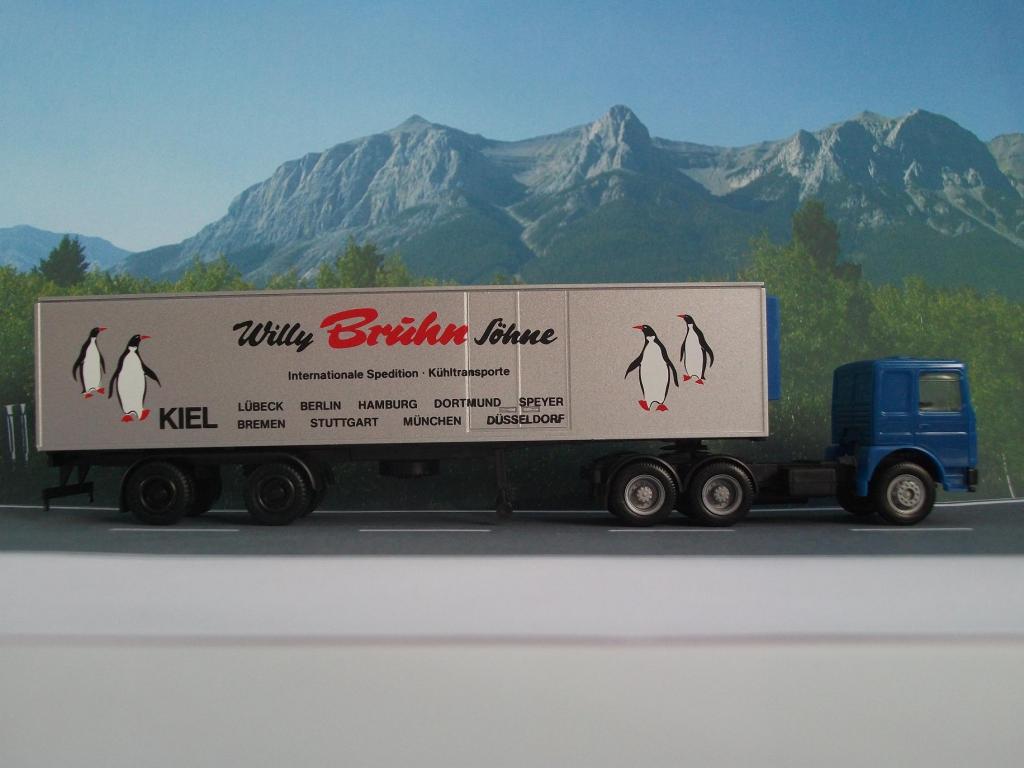 Willy Brühn Söhne
Internationale Spedition · Kühltransporte
KIEL
LÜBECK BERLIN HAMBURG DORTMUND SPEYER
BREMEN STUTTGART MÜNCHEN DÜSSELDORF